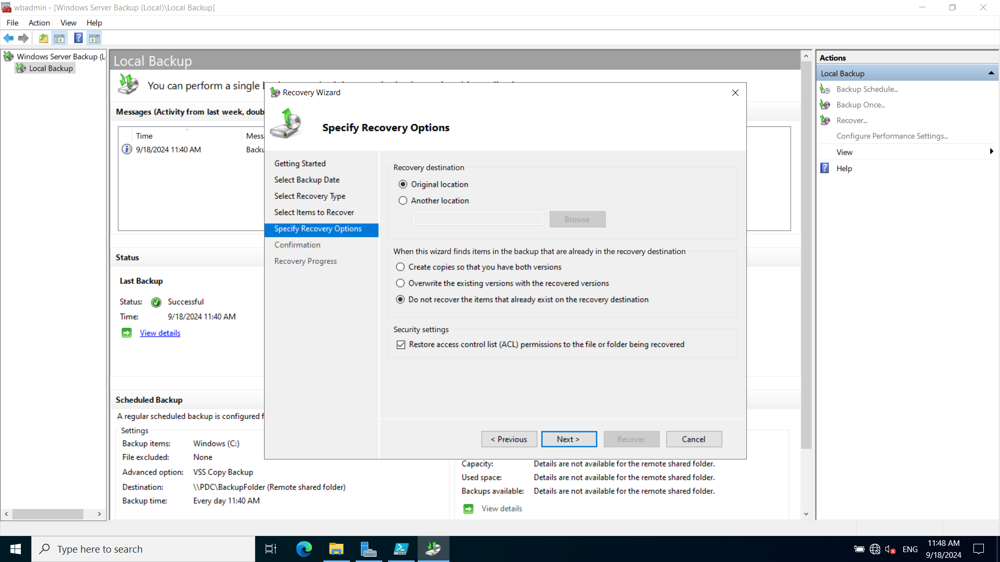 wbadmin - [Windows Server Backup (Local)\Local Backup]
File Action View Help
Windows Server Backup (L
Local Backup
Local Backup
You can perform a single
Messages (Activity from last week, doub
Time
9/18/2024 11:40 AM
Status
Last Backup
Status: Successful
Time: 9/18/2024 11:40 AM
View details
Scheduled Backup
A regular scheduled backup is configured f
Settings
Backup items: Windows (C:)
File excluded: None
Advanced option: VSS Copy Backup
Destination: \\PDC\BackupFolder (Remote shared folder)
Backup time: Every day 11:40 AM
Capacity: Details are not available for the remote shared folder.
Used space: Details are not available for the remote shared folder.
Backups available: Details are not available for the remote shared folder.
View details
Recovery Wizard
Specify Recovery Options
Getting Started
Select Backup Date
Select Recovery Type
Select Items to Recover
Specify Recovery Options
Confirmation
Recovery Progress
Recovery destination
Original location
Another location
Browse
When this wizard finds items in the backup that are already in the recovery destination
Create copies so that you have both versions
Overwrite the existing versions with the recovered versions
Do not recover the items that already exist on the recovery destination
Security settings
Restore access control list (ACL) permissions to the file or folder being recovered
< Previous
Next >
Recover
Cancel
Actions
Local Backup
Backup Schedule...
Backup Once...
Recover...
Configure Performance Settings...
View
Help
Type here to search
ENG
11:48 AM
9/18/2024